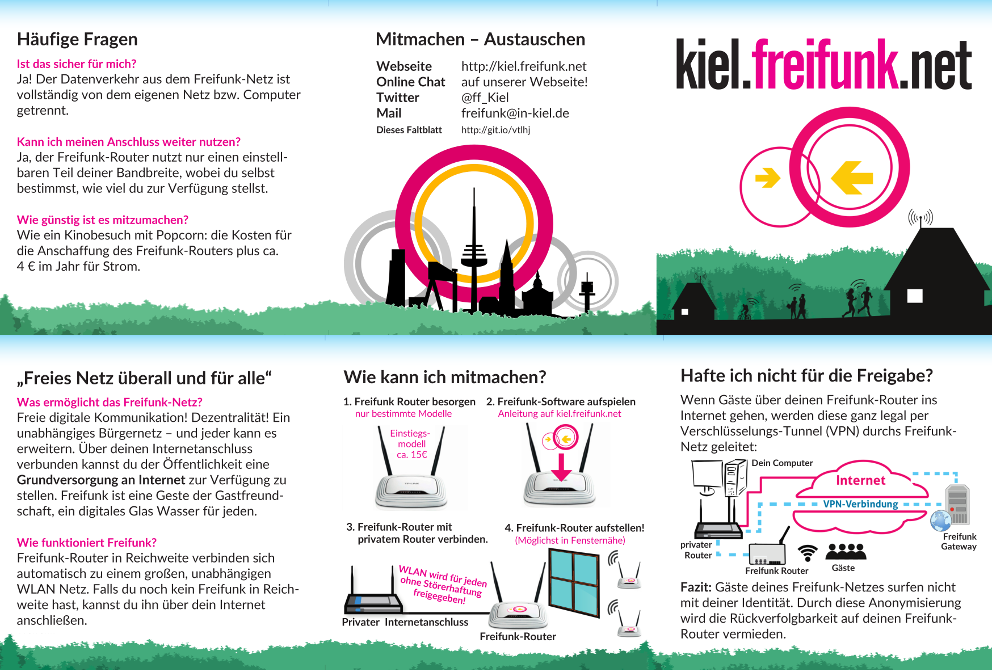 Häufige Fragen
Ist das sicher für mich?
Ja! Der Datenverkehr aus dem Freifunk-Netz ist
vollständig von dem eigenen Netz bzw. Computer
getrennt.
Kann ich meinen Anschluss weiter nutzen?
Ja, der Freifunk-Router nutzt nur einen einstell-
baren Teil deiner Bandbreite, wobei du selbst
bestimmst, wie viel du zur Verfügung stellst.
Wie günstig ist es mitzumachen?
Wie ein Kinobesuch mit Popcorn: die Kosten für
die Anschaffung des Freifunk-Routers plus ca.
4 € im Jahr für Strom.
Mitmachen – Austauschen
Webseite http://kiel.freifunk.net
Online Chat auf unserer Webseite!
Twitter @ff_Kiel
Mail freifunk@in-kiel.de
Dieses Faltblatt http://git.io/vtlhj
kiel.freifunk.net
„Freies Netz überall und für alle“
Was ermöglicht das Freifunk-Netz?
Freie digitale Kommunikation! Dezentralität! Ein
unabhängiges Bürgernetz – und jeder kann es
erweitern. Über deinen Internetanschluss
verbunden kannst du der Öffentlichkeit eine
Grundversorgung an Internet zur Verfügung zu
stellen. Freifunk ist eine Geste der Gastfreund-
schaft, ein digitales Glas Wasser für jeden.
Wie funktioniert Freifunk?
Freifunk-Router in Reichweite verbinden sich
automatisch zu einem großen, unabhängigen
WLAN Netz. Falls du noch kein Freifunk in Reich-
weite hast, kannst du ihn über dein Internet
anschließen.
Wie kann ich mitmachen?
1. Freifunk Router besorgen
nur bestimmte Modelle
Einstiegs-
modell
ca. 15€
2. Freifunk-Software aufspielen
Anleitung auf kiel.freifunk.net
3. Freifunk-Router mit
privatem Router verbinden.
WLAN wird für jeden
ohne Störerhaftung
freigegeben!
Privater Internetanschluss
4. Freifunk-Router aufstellen!
(Möglichst in Fensternähe)
Freifunk-Router
Hafte ich nicht für die Freigabe?
Wenn Gäste über deinen Freifunk-Router ins
Internet gehen, werden diese ganz legal per
Verschlüsselungs-Tunnel (VPN) durchs Freifunk-
Netz geleitet:
Dein Computer
Internet
VPN-Verbindung
privater
Router
Freifunk Router
Gäste
Freifunk
Gateway
Fazit: Gäste deines Freifunk-Netzes surfen nicht
mit deiner Identität. Durch diese Anonymisierung
wird die Rückverfolgbarkeit auf deinen Freifunk-
Router vermieden.